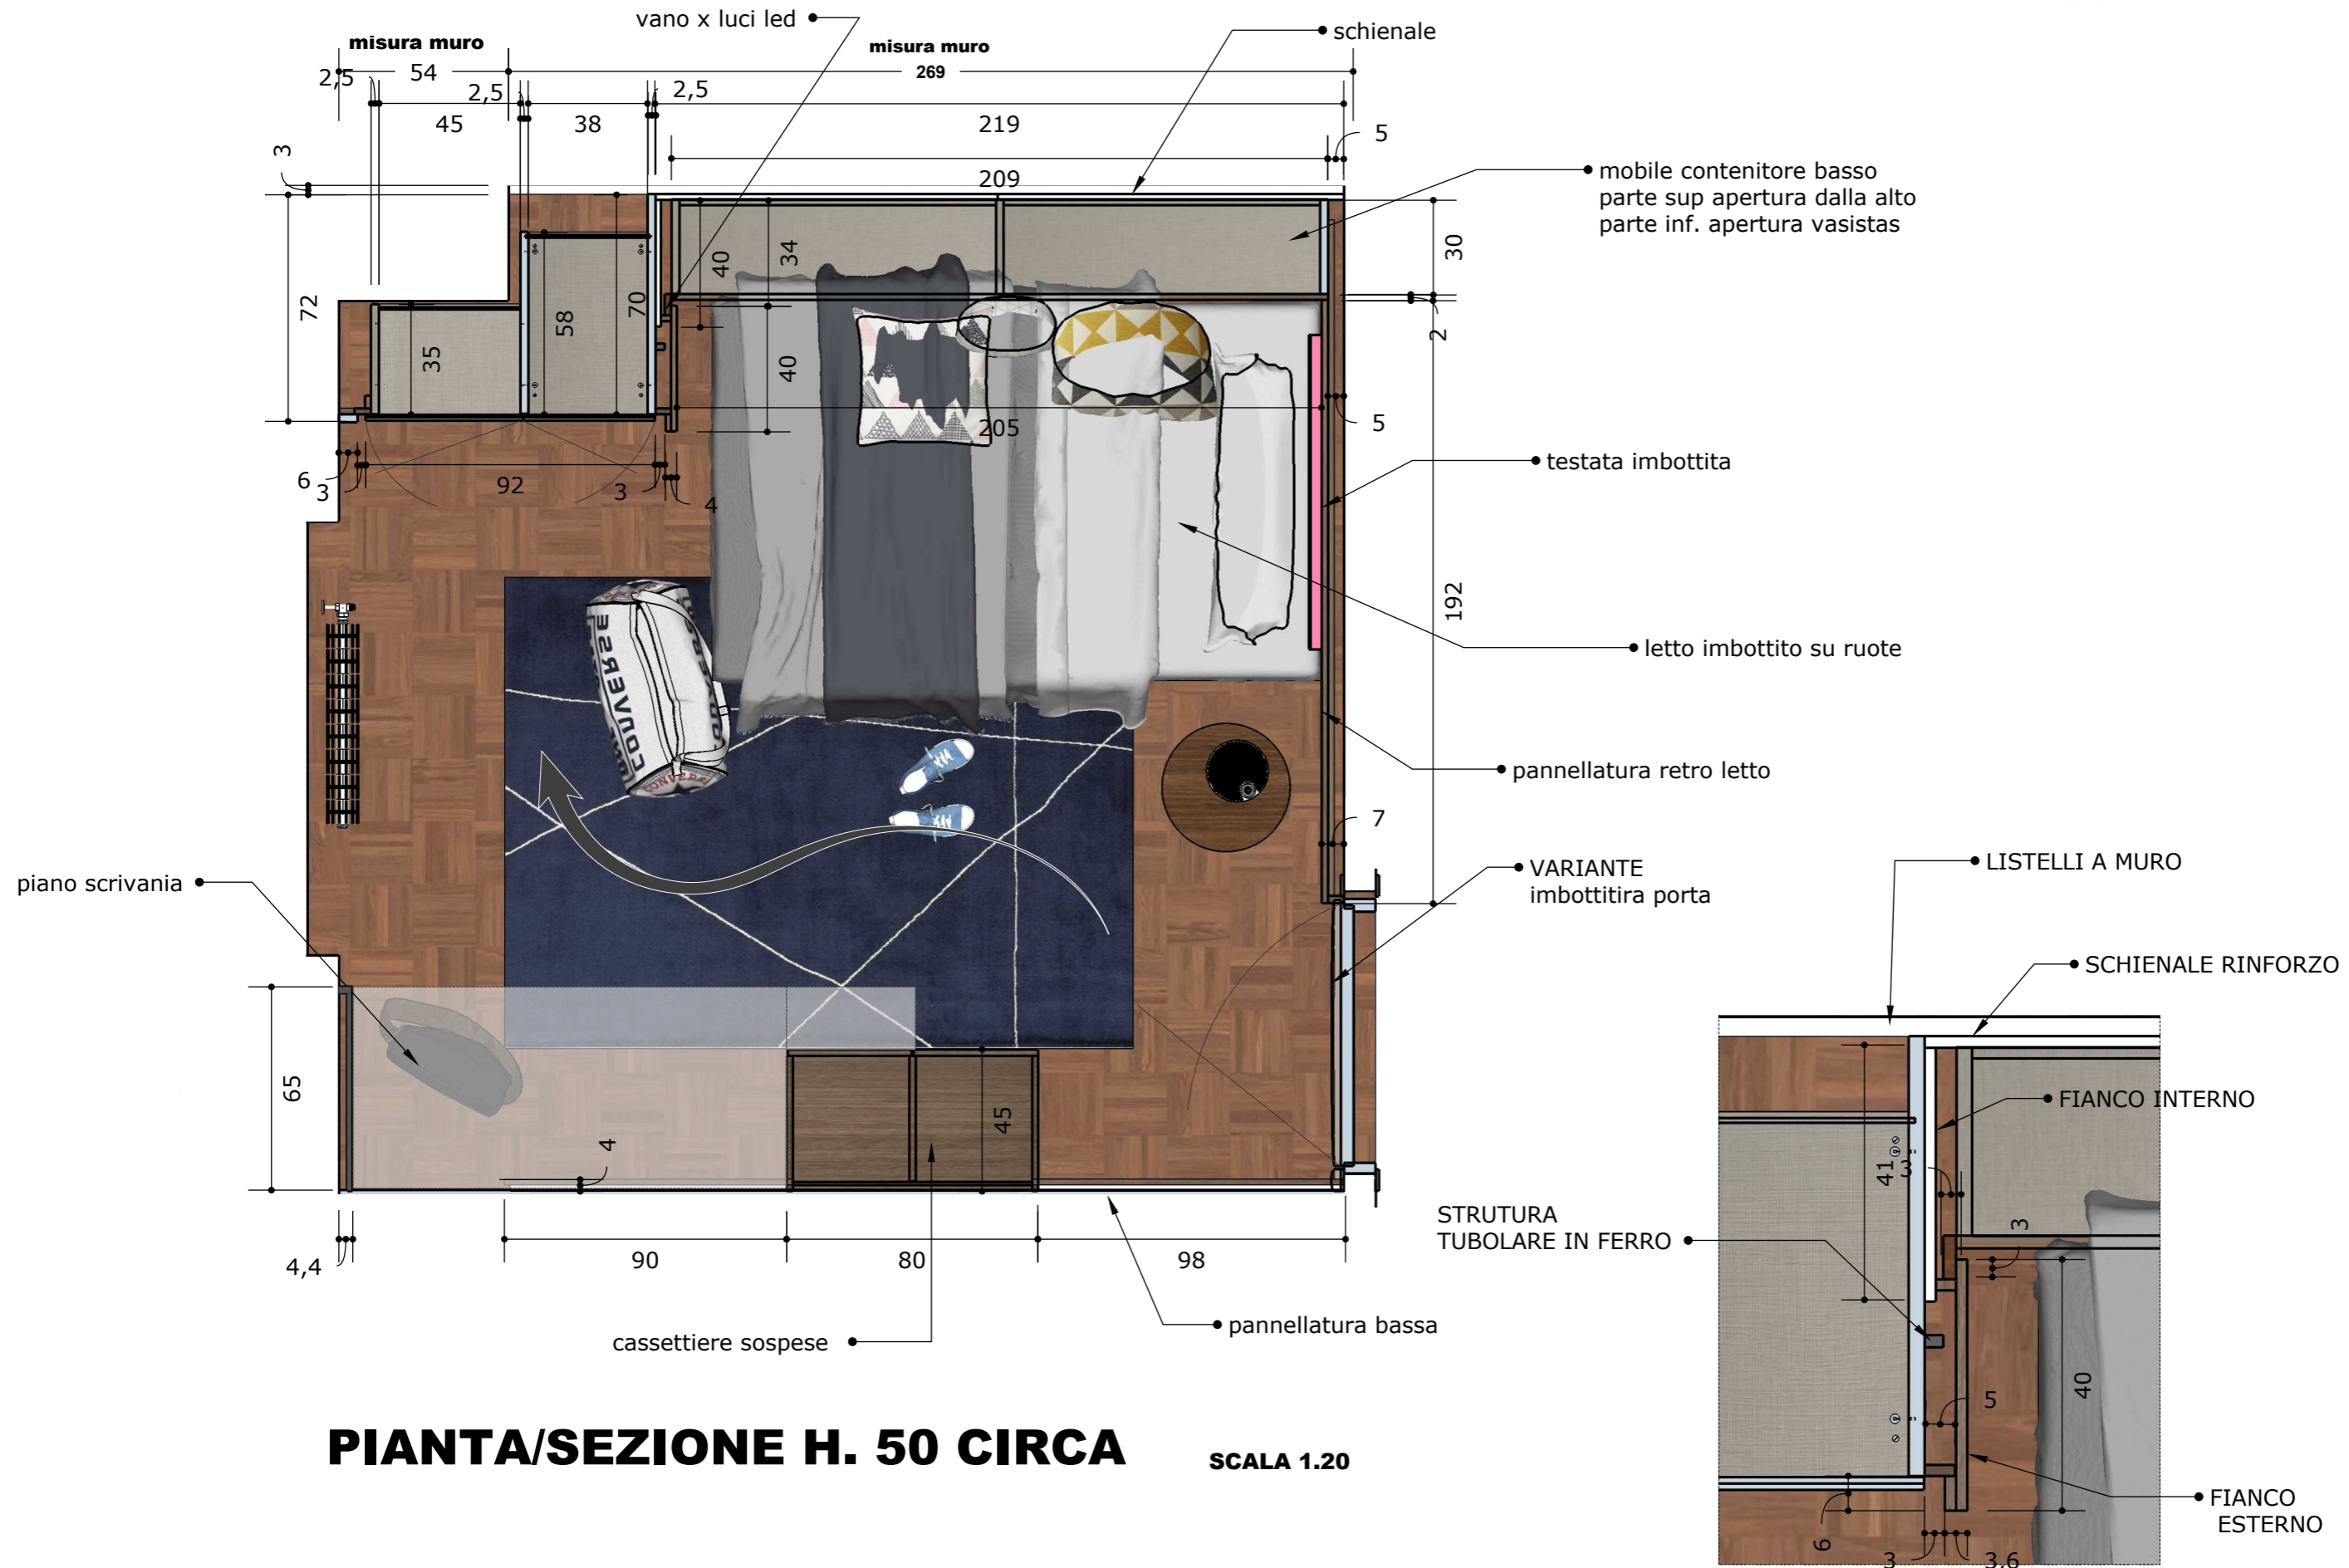 vano x luci led
schienale
misura muro
misura muro
2,5
54
269
2,5
2,5
45
38
219
5
3
209
mobile contenitore basso
parte sup apertura dalla alto
parte inf. apertura vasistas
40
34
30
72
58
70
2
35
40
205
5
6
3
92
3
4
testata imbottita
192
letto imbottito su ruote
CONVERSE
CONVERSE
pannellatura retro letto
7
piano scrivania
VARIANTE
imbottitira porta
LISTELLI A MURO
SCHIENALE RINFORZO
65
45
4
FIANCO INTERNO
41
3
3
STRUTURA
TUBOLARE IN FERRO
4,4
90
80
98
cassettiere sospese
pannellatura bassa
40
5
PIANTA/SEZIONE H. 50 CIRCA
SCALA 1.20
FIANCO
ESTERNO
6
3
3,6